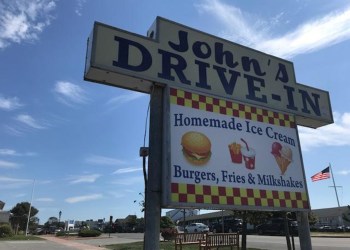 John's
DRIVE-IN
Homemade Ice Cream
Burgers, Fries & Milkshakes